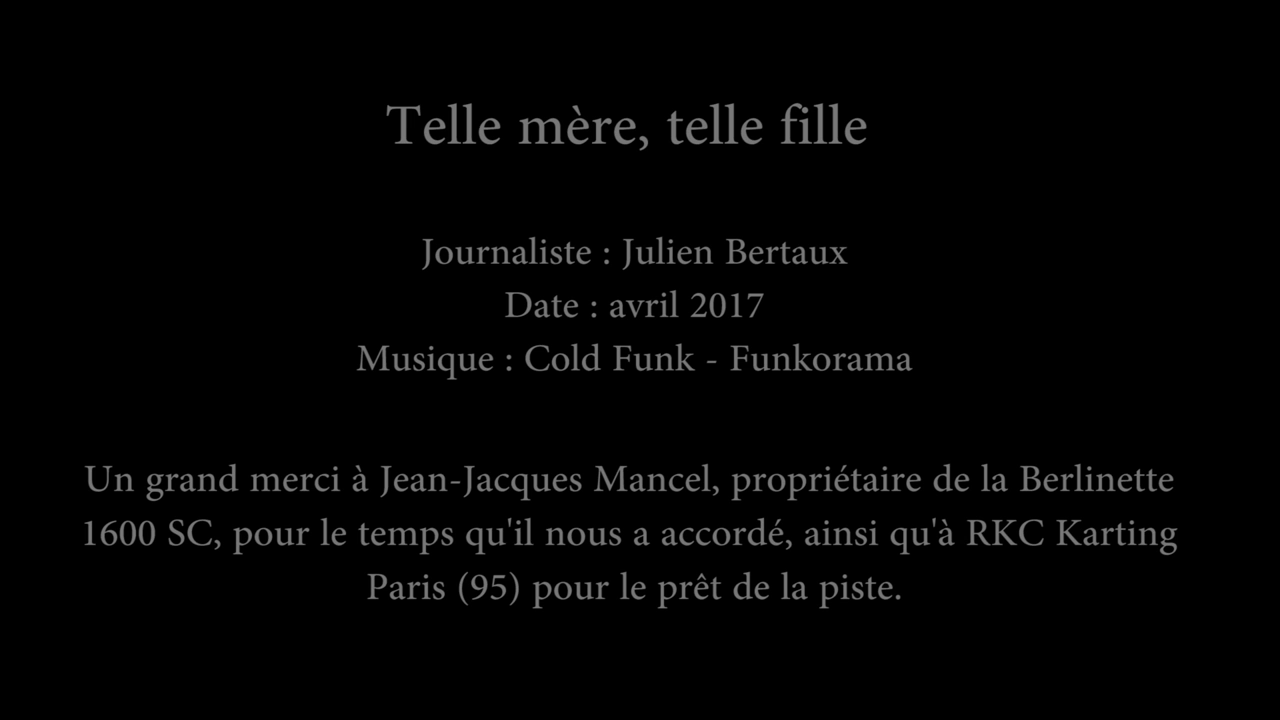 Telle mère, telle fille
Journaliste : Julien Bertaux
Date : avril 2017
Musique : Cold Funk - Funkorama
Un grand merci à Jean-Jacques Mancel, propriétaire de la Berlinette
1600 SC, pour le temps qu'il nous a accordé, ainsi qu'à RKC Karting
Paris (95) pour le prêt de la piste.